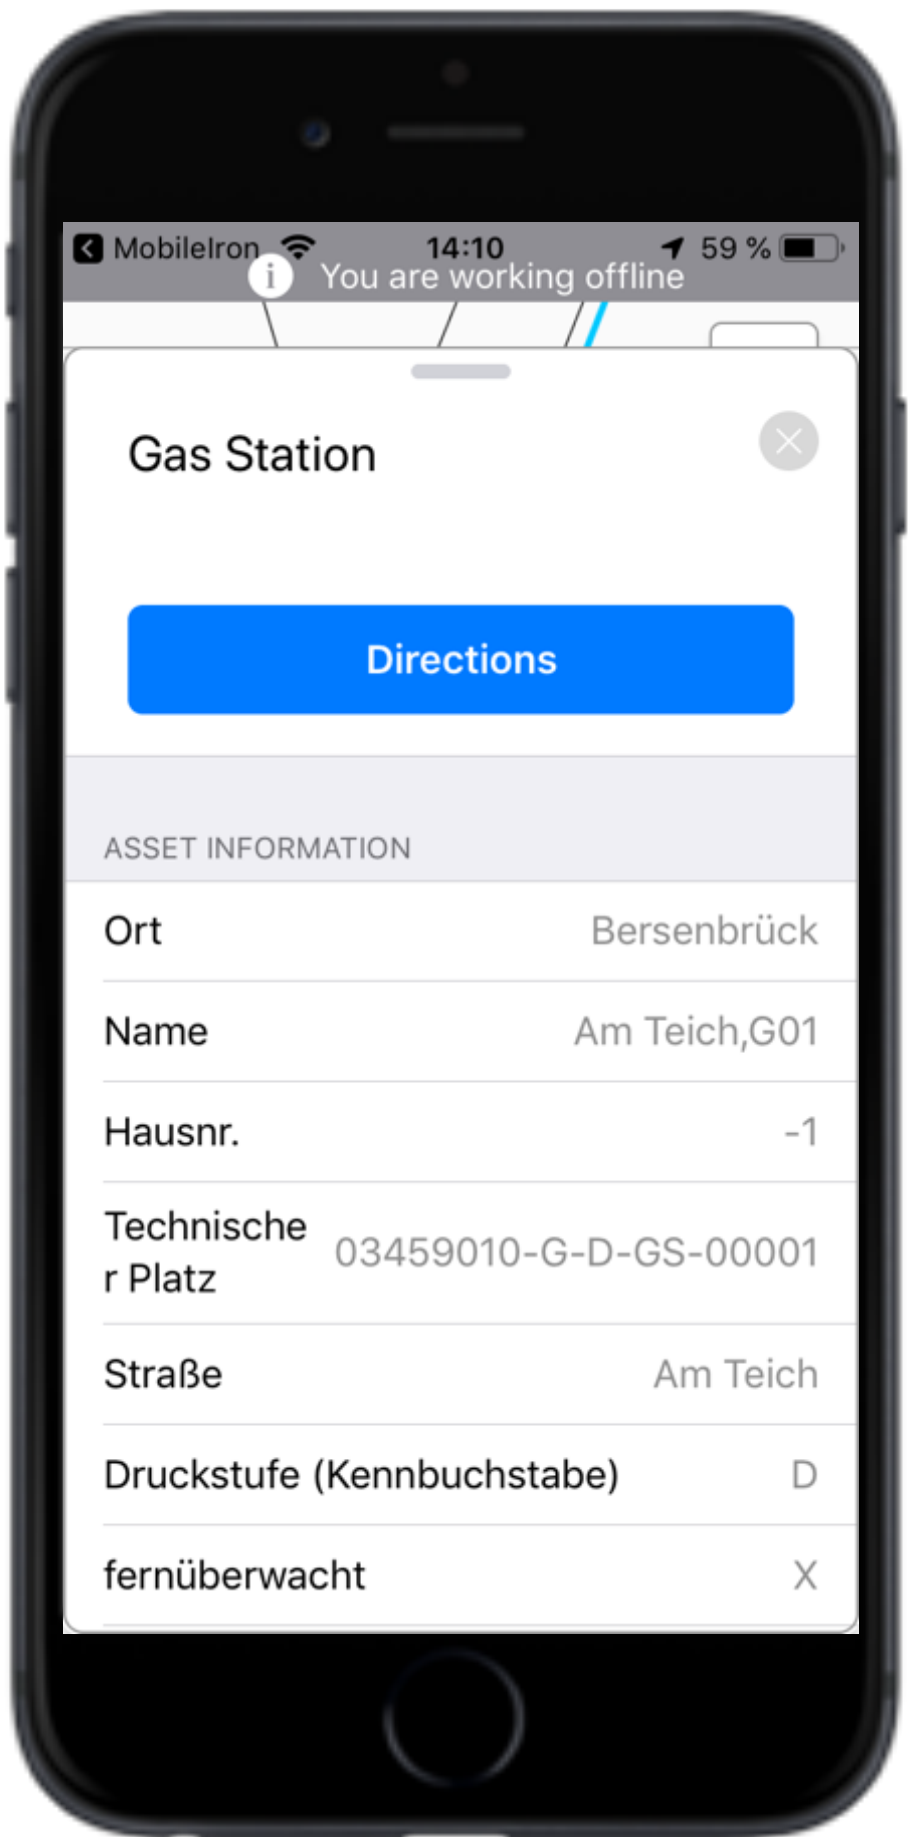 MobileIron 14:10 59 %
i You are working offline
Gas Station
Directions
ASSET INFORMATION
Ort Bersenbrück
Name Am Teich,G01
Hausnr. -1
Technische
r Platz 03459010-G-D-GS-00001
Straße Am Teich
Druckstufe (Kennbuchstabe) D
fernüberwacht X